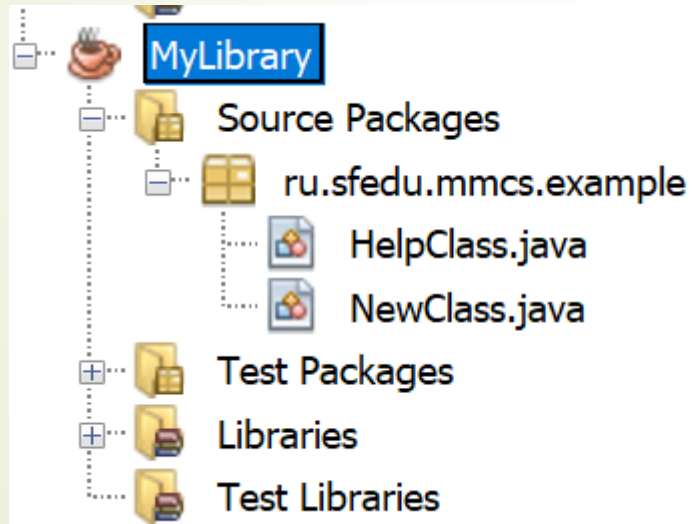 MyLibrary
Source Packages
ru.sfedu.mmcs.example
HelpClass.java
NewClass.java
Test Packages
Libraries
Test Libraries